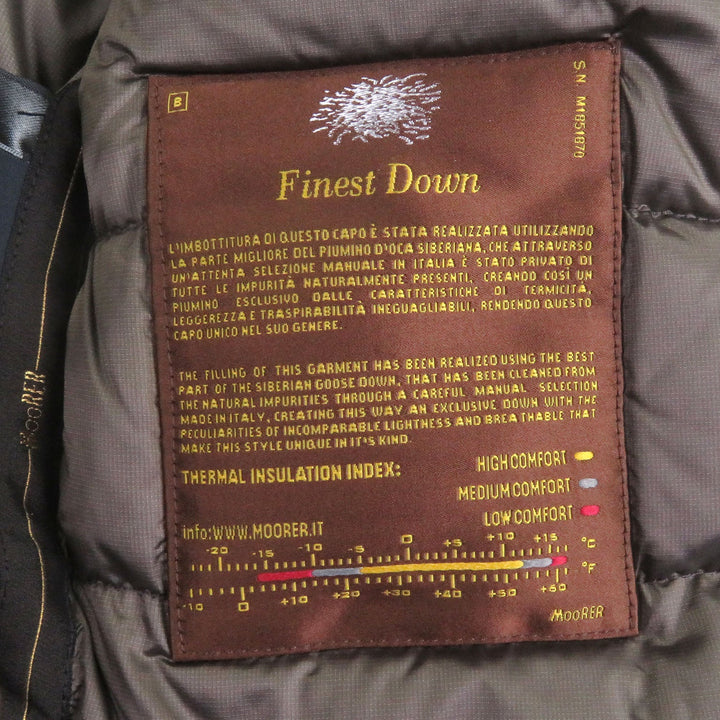 B
S.N. M1851870
Finest Down
L'IMBOTTITURA DI QUESTO CAPO È STATA REALIZZATA UTILIZZANDO
LA PARTE MIGLIORE DEL PIUMINO D'OCA SIBERIANA, CHE ATTRAVERSO
UN'ATTENTA SELEZIONE MANUALE IN ITALIA È STATO PRIVATO DI
TUTTE LE IMPURITÀ NATURALMENTE PRESENTI, CREANDO COSÌ UN
PIUMINO ESCLUSIVO DALLE CARATTERISTICHE DI TERMICITÀ,
LEGGEREZZA E TRASPIRABILITÀ INEGUAGLIABILI, RENDENDO QUESTO
CAPO UNICO NEL SUO GENERE.
THE FILLING OF THIS GARMENT HAS BEEN REALIZED USING THE BEST
PART OF THE SIBERIAN GOOSE DOWN, THAT HAS BEEN CLEANED FROM
THE NATURAL IMPURITIES THROUGH A CAREFUL MANUAL SELECTION
MADE IN ITALY, CREATING THIS WAY AN EXCLUSIVE DOWN WITH THE
PECULIARITIES OF INCOMPARABLE LIGHTNESS AND BREATHABLE THAT
MAKE THIS STYLE UNIQUE IN IT'S KIND.
THERMAL INSULATION INDEX:
HIGH COMFORT
MEDIUM COMFORT
LOW COMFORT
info:WWW.MOORER.IT
-20 -15 -10 -5 0 +5 +10 +15 °C
-10 0 +10 +20 +30 +40 +50 +60 °F
MOORER
MOORER